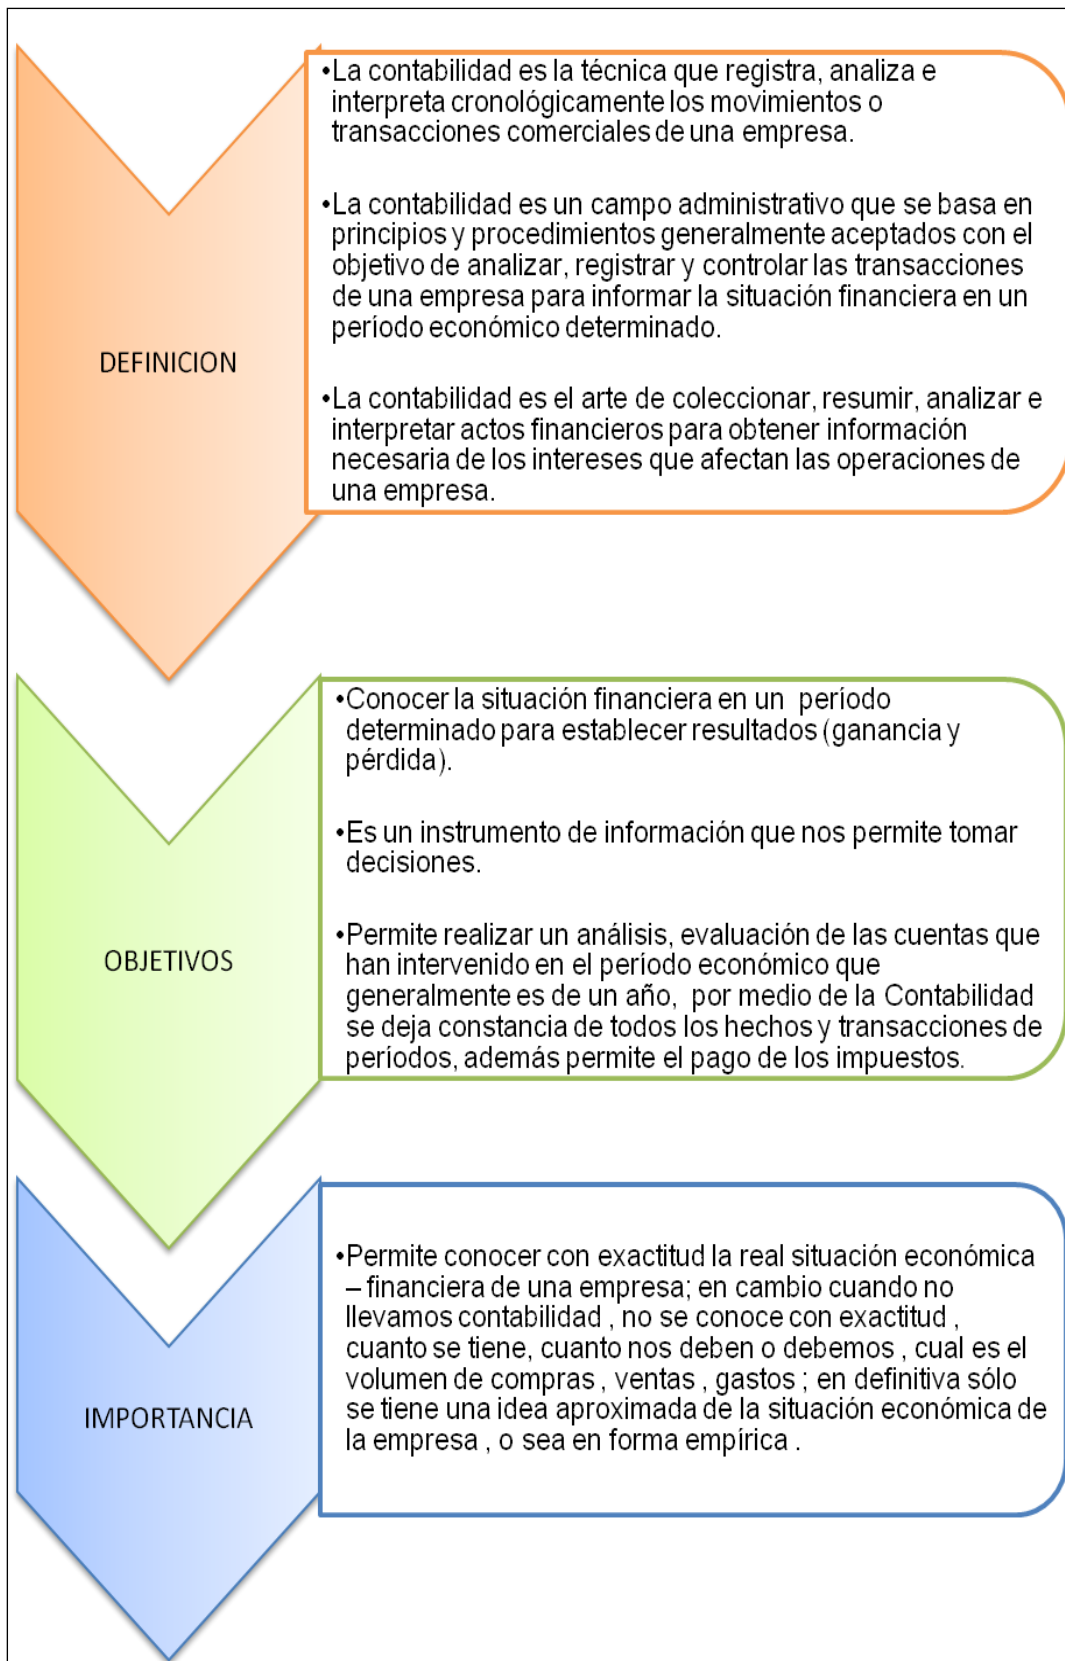 DEFINICION
•La contabilidad es la técnica que registra, analiza e
interpreta cronológicamente los movimientos o
transacciones comerciales de una empresa.
•La contabilidad es un campo administrativo que se basa en
principios y procedimientos generalmente aceptados con el
objetivo de analizar, registrar y controlar las transacciones
de una empresa para informar la situación financiera en un
período económico determinado.
•La contabilidad es el arte de coleccionar, resumir, analizar e
interpretar actos financieros para obtener información
necesaria de los intereses que afectan las operaciones de
una empresa.
OBJETIVOS
•Conocer la situación financiera en un  período
determinado para establecer resultados (ganancia y
pérdida).
•Es un instrumento de información que nos permite tomar
decisiones.
•Permite realizar un análisis, evaluación de las cuentas que
han intervenido en el período económico que
generalmente es de un año,  por medio de la Contabilidad
se deja constancia de todos los hechos y transacciones de
períodos, además permite el pago de los impuestos.
IMPORTANCIA
•Permite conocer con exactitud la real situación económica
– financiera de una empresa; en cambio cuando no
llevamos contabilidad , no se conoce con exactitud ,
cuanto se tiene, cuanto nos deben o debemos , cual es el
volumen de compras , ventas , gastos ; en definitiva sólo
se tiene una idea aproximada de la situación económica de
la empresa , o sea en forma empírica .